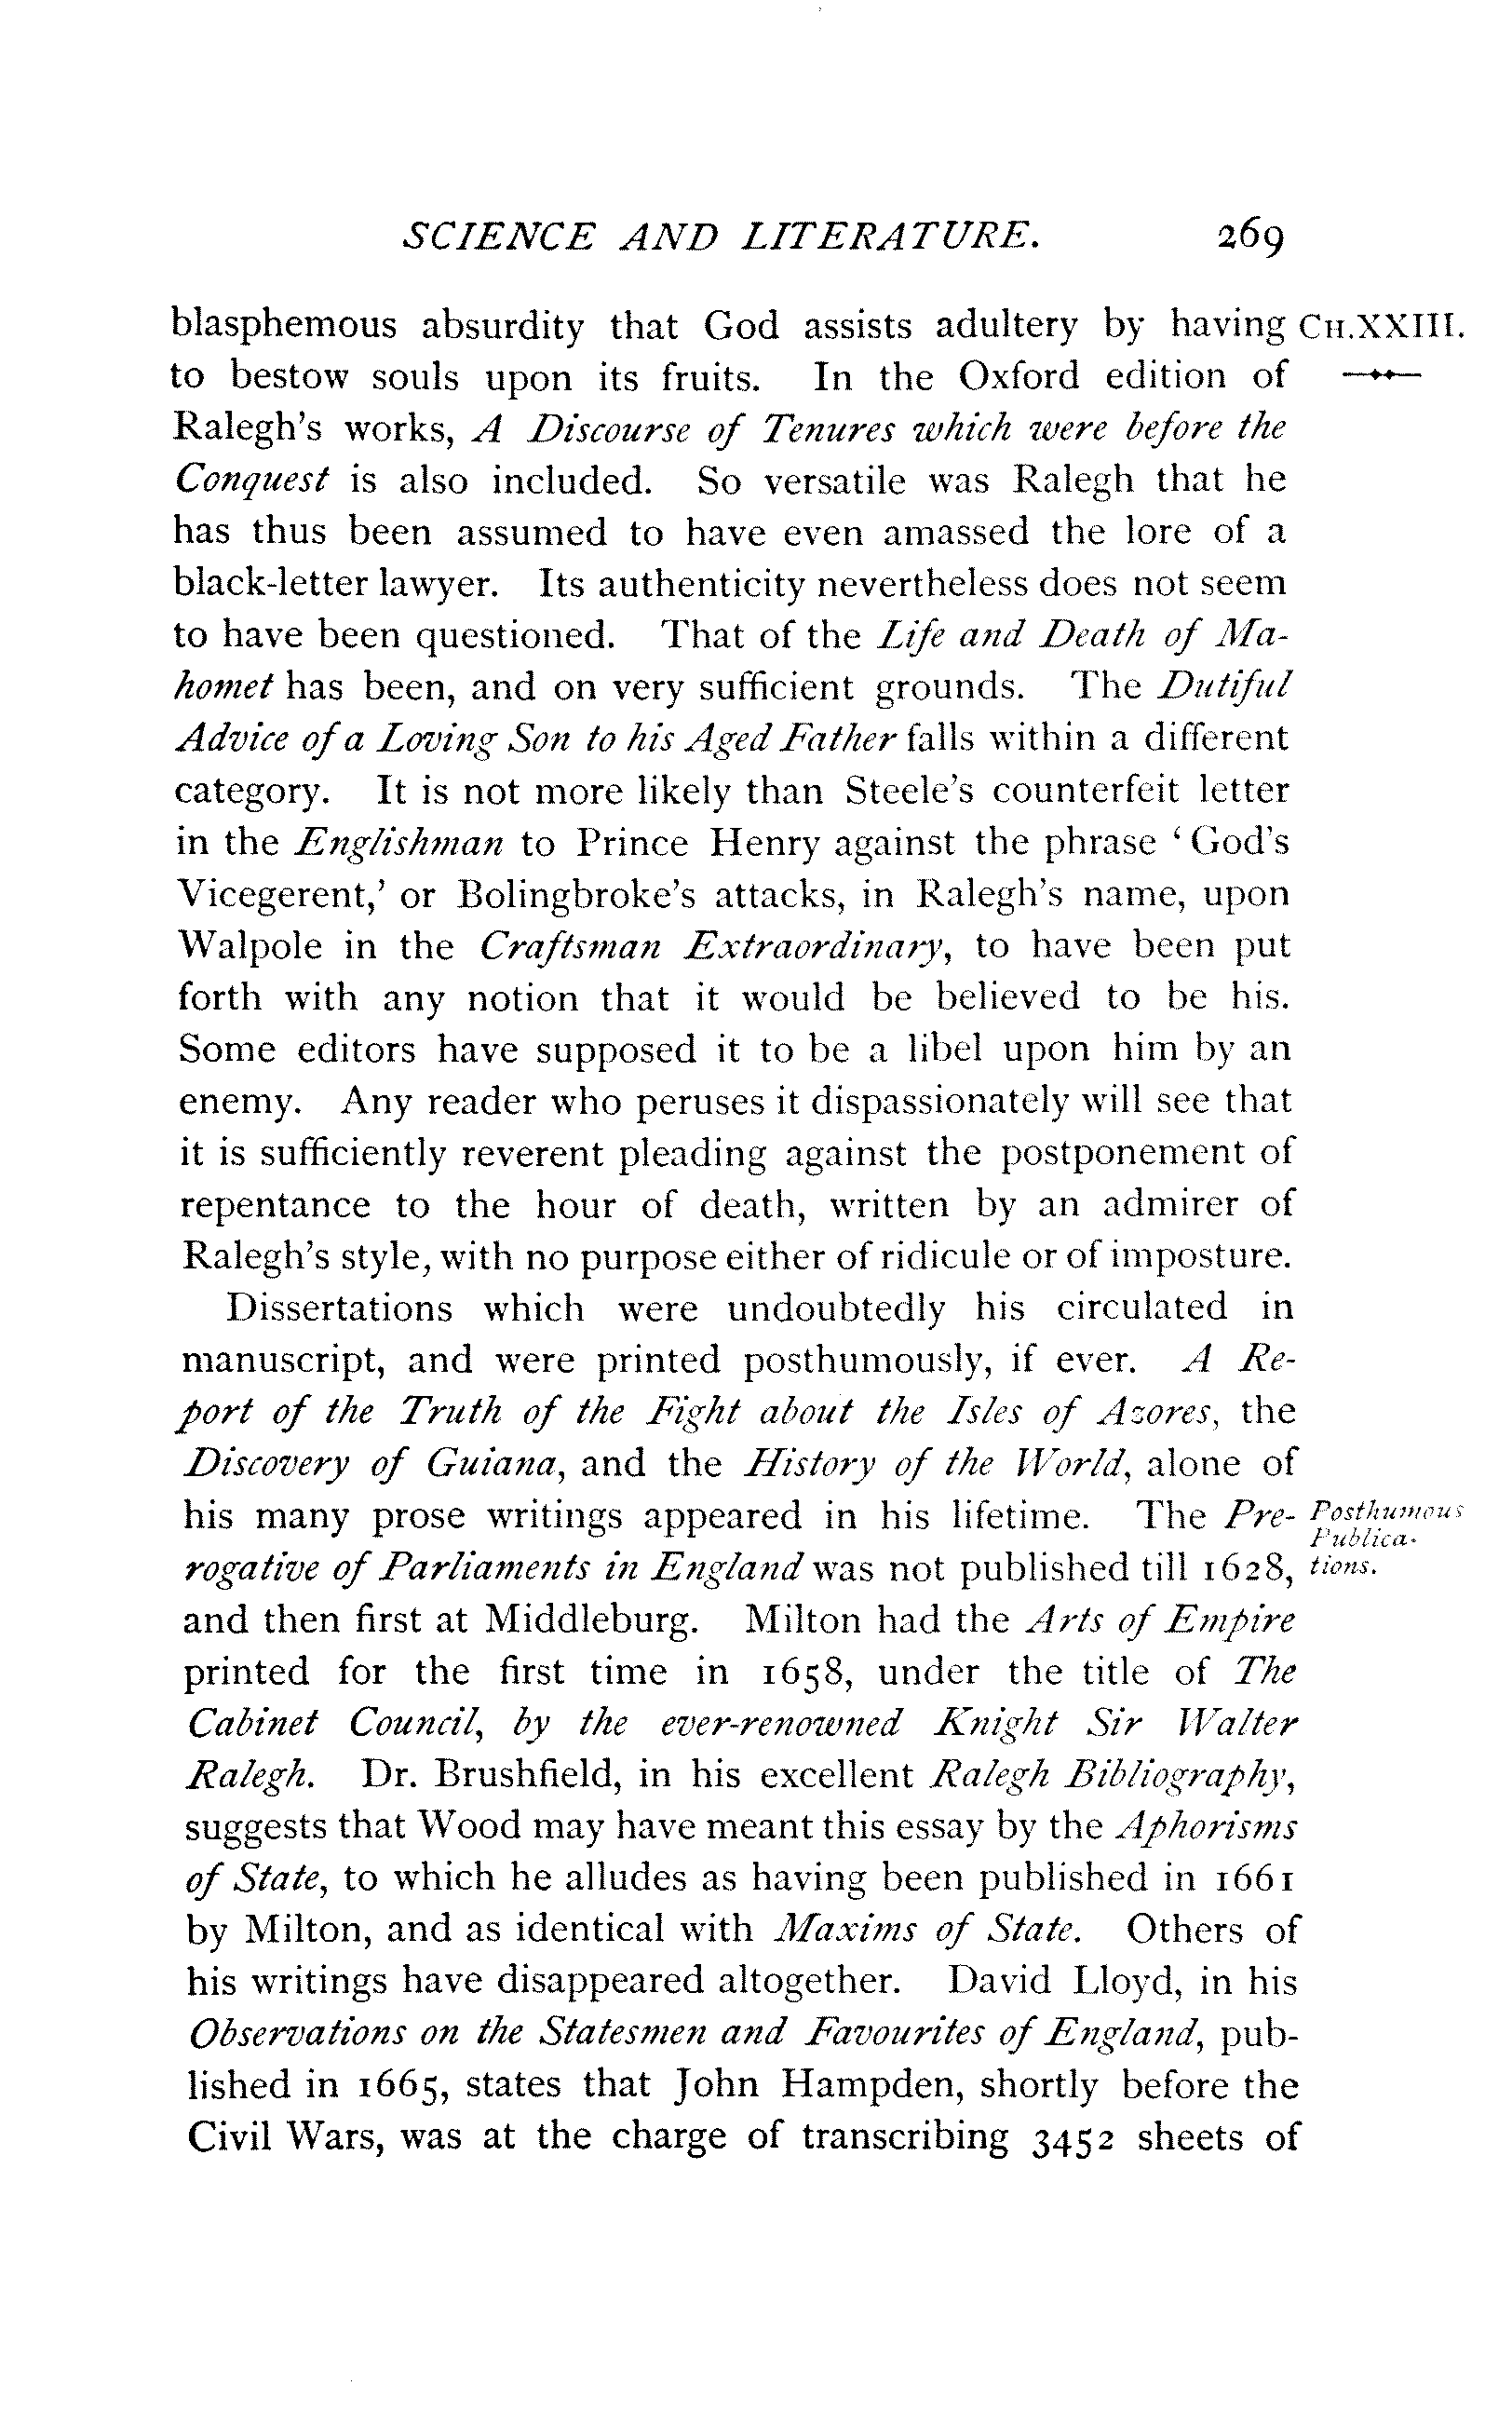 SCIENCE AND LITERATURE. 269
blasphemous absurdity that God assists adultery by having CH.XXIII.
to bestow souls upon its fruits. In the Oxford edition of
Ralegh's works, A Discourse of Tenures which were before the
Conquest is also included. So versatile was Ralegh that he
has thus been assumed to have even amassed the lore of a
black-letter lawyer. Its authenticity nevertheless does not seem
to have been questioned. That of the Life and Death of Ma-
homet has been, and on very sufficient grounds. The Dutiful
Advice of a Loving Son to his Aged Father falls within a different
category. It is not more likely than Steele's counterfeit letter
in the Englishman to Prince Henry against the phrase ‘God's
Vicegerent,’ or Bolingbroke's attacks, in Ralegh's name, upon
Walpole in the Craftsman Extraordinary, to have been put
forth with any notion that it would be believed to be his.
Some editors have supposed it to be a libel upon him by an
enemy. Any reader who peruses it dispassionately will see that
it is sufficiently reverent pleading against the postponement of
repentance to the hour of death, written by an admirer of
Ralegh's style, with no purpose either of ridicule or of imposture.
Dissertations which were undoubtedly his circulated in
manuscript, and were printed posthumously, if ever. A Re-
port of the Truth of the Fight about the Isles of Azores, the
Discovery of Guiana, and the History of the World, alone of
his many prose writings appeared in his lifetime. The Pre-
rogative of Parliaments in England was not published till 1628,
Posthumous
Publica-
tions.
and then first at Middleburg. Milton had the Arts of Empire
printed for the first time in 1658, under the title of The
Cabinet Council, by the ever-renowned Knight Sir Walter
Ralegh. Dr. Brushfield, in his excellent Ralegh Bibliography,
suggests that Wood may have meant this essay by the Aphorisms
of State, to which he alludes as having been published in 1661
by Milton, and as identical with Maxims of State. Others of
his writings have disappeared altogether. David Lloyd, in his
Observations on the Statesmen and Favourites of England, pub-
lished in 1665, states that John Hampden, shortly before the
Civil Wars, was at the charge of transcribing 3452 sheets of